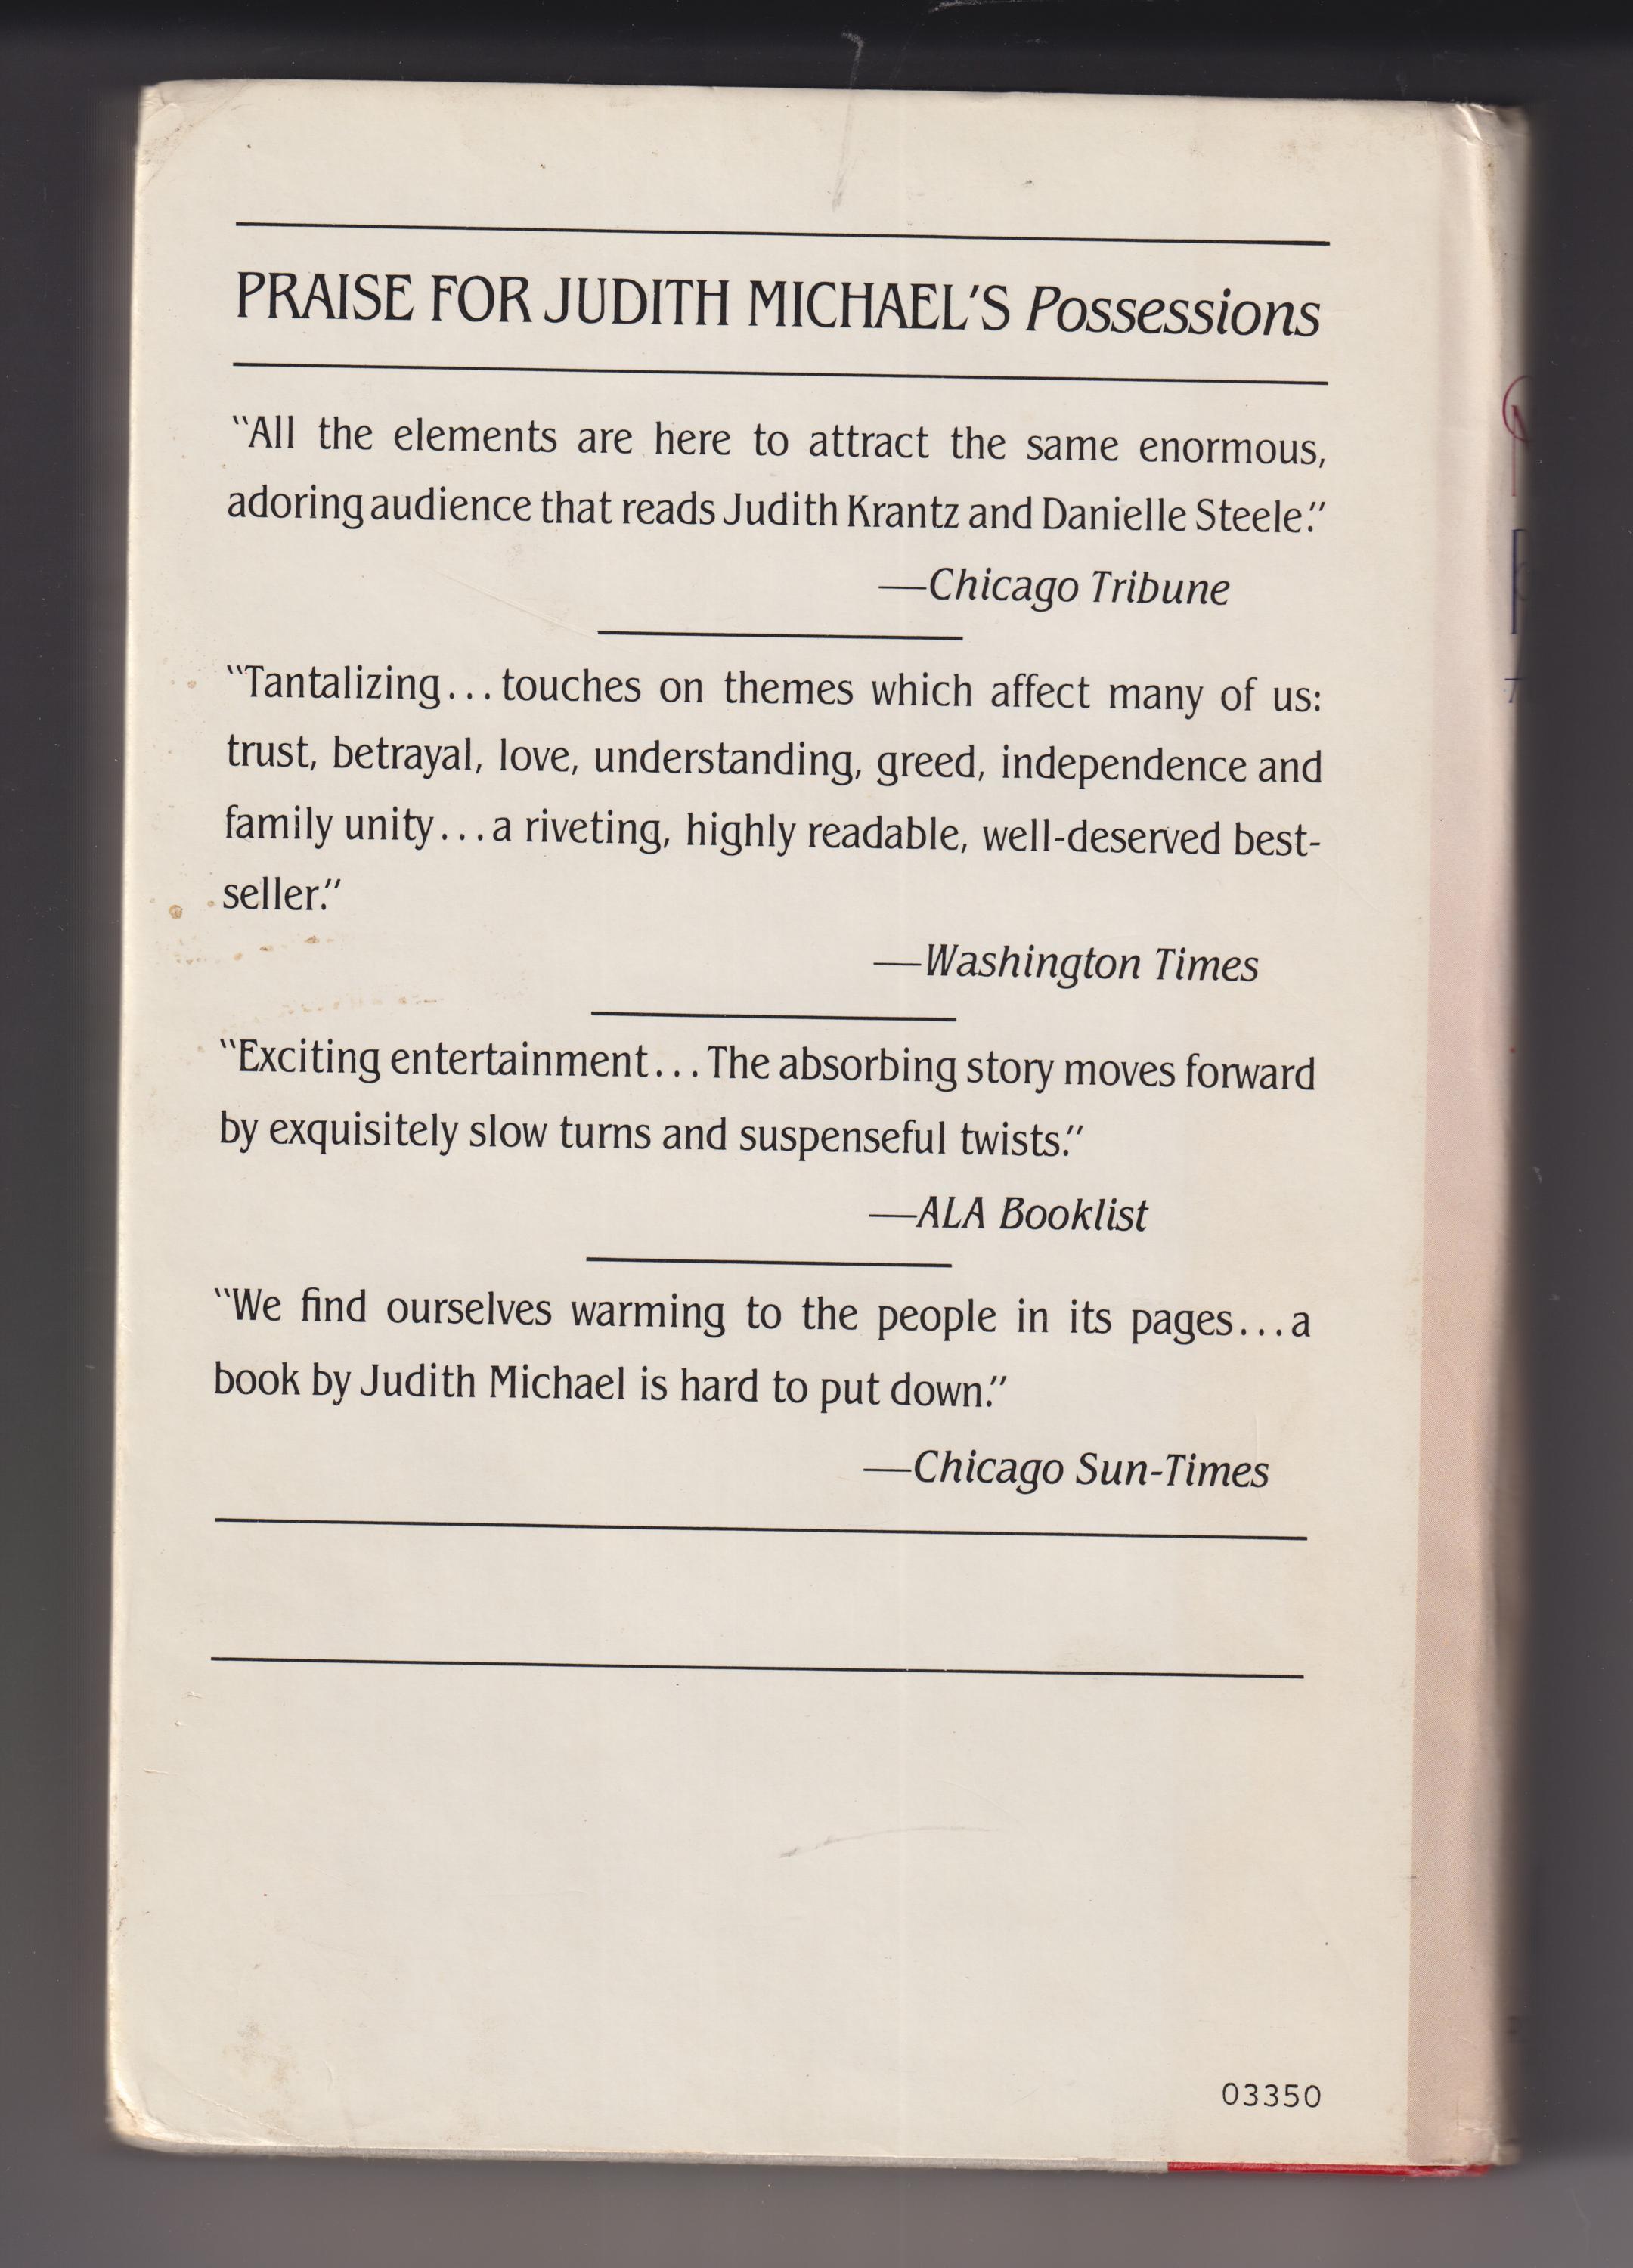 PRAISE FOR JUDITH MICHAEL'S Possessions
"All the elements are here to attract the same enormous,
adoring audience that reads Judith Krantz and Danielle Steele."
—Chicago Tribune
"Tantalizing...touches on themes which affect many of us:
trust, betrayal, love, understanding, greed, independence and
family unity...a riveting, highly readable, well-deserved best-
seller."
—Washington Times
"Exciting entertainment...The absorbing story moves forward
by exquisitely slow turns and suspenseful twists."
—ALA Booklist
"We find ourselves warming to the people in its pages...a
book by Judith Michael is hard to put down."
—Chicago Sun-Times
03350